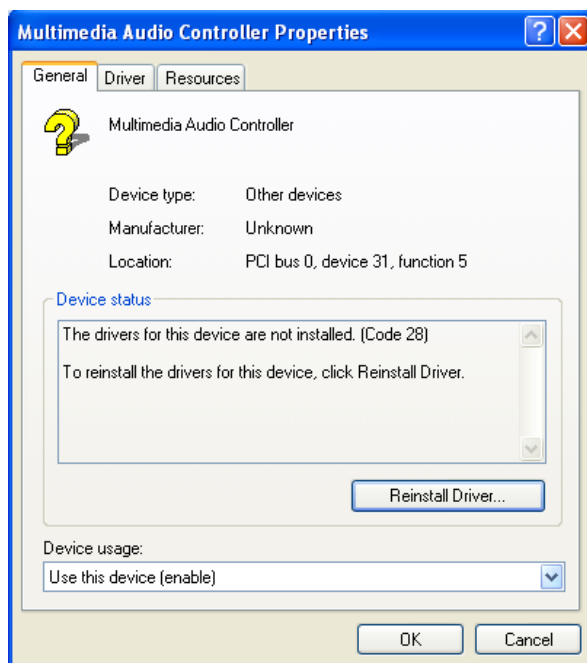 Multimedia Audio Controller Properties
General Driver Resources
Multimedia Audio Controller
Device type: Other devices
Manufacturer: Unknown
Location: PCI bus 0, device 31, function 5
Device status
The drivers for this device are not installed. (Code 28)
To reinstall the drivers for this device, click Reinstall Driver.
Reinstall Driver...
Device usage:
Use this device (enable)
OK Cancel